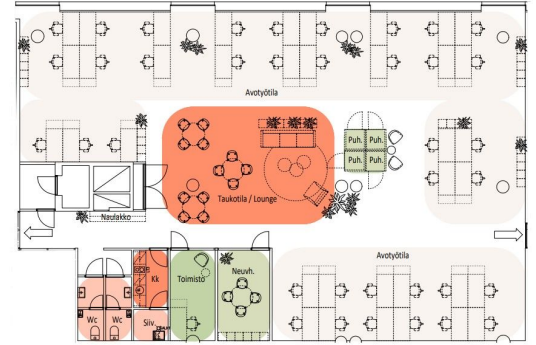 Avotyötila
Puh. Puh.
Puh. Puh.
Taukotila / Lounge
Naulakko
Avotyötila
Kk Toimisto Neuvh.
Wc Wc Siiv.